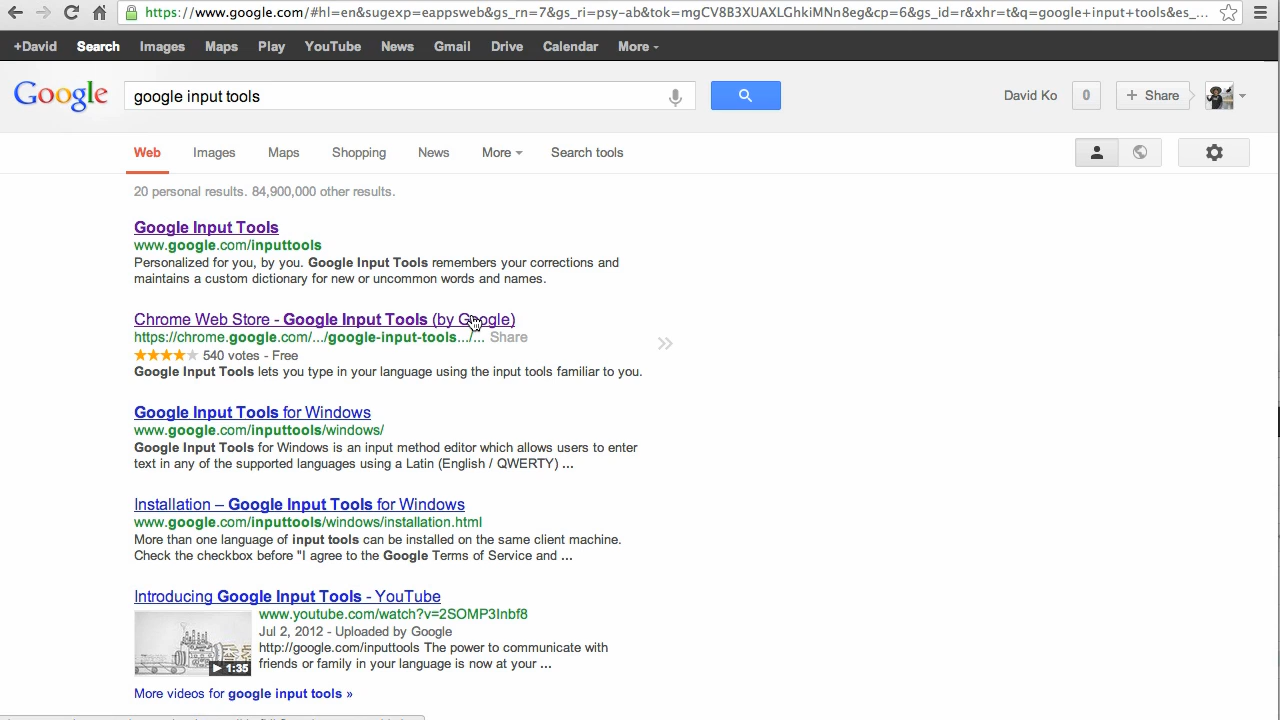 https://www.google.com/#hl=en&sugexp=eappsweb&gs_rn=7&gs_ri=psy-ab&tok=mgCV8B3XUAXLGhkiMNn8eg&cp=6&gs_id=r&xhr=t&q=google+input+tools&es_...
+David Search Images Maps Play YouTube News Gmail Drive Calendar More
Google google input tools David Ko 0 + Share
Web Images Maps Shopping News More Search tools
20 personal results. 84,900,000 other results.
Google Input Tools
www.google.com/inputtools
Personalized for you, by you. Google Input Tools remembers your corrections and
maintains a custom dictionary for new or uncommon words and names.
Chrome Web Store - Google Input Tools (by Google)
https://chrome.google.com/.../google-input-tools.../... Share
540 votes - Free
Google Input Tools lets you type in your language using the input tools familiar to you.
Google Input Tools for Windows
www.google.com/inputtools/windows/
Google Input Tools for Windows is an input method editor which allows users to enter
text in any of the supported languages using a Latin (English / QWERTY) ...
Installation – Google Input Tools for Windows
www.google.com/inputtools/windows/installation.html
More than one language of input tools can be installed on the same client machine.
Check the checkbox before "I agree to the Google Terms of Service and ...
Introducing Google Input Tools - YouTube
www.youtube.com/watch?v=2SOMP3Inbf8
Jul 2, 2012 - Uploaded by Google
http://google.com/inputtools The power to communicate with
friends or family in your language is now at your ...
1:35
More videos for google input tools »